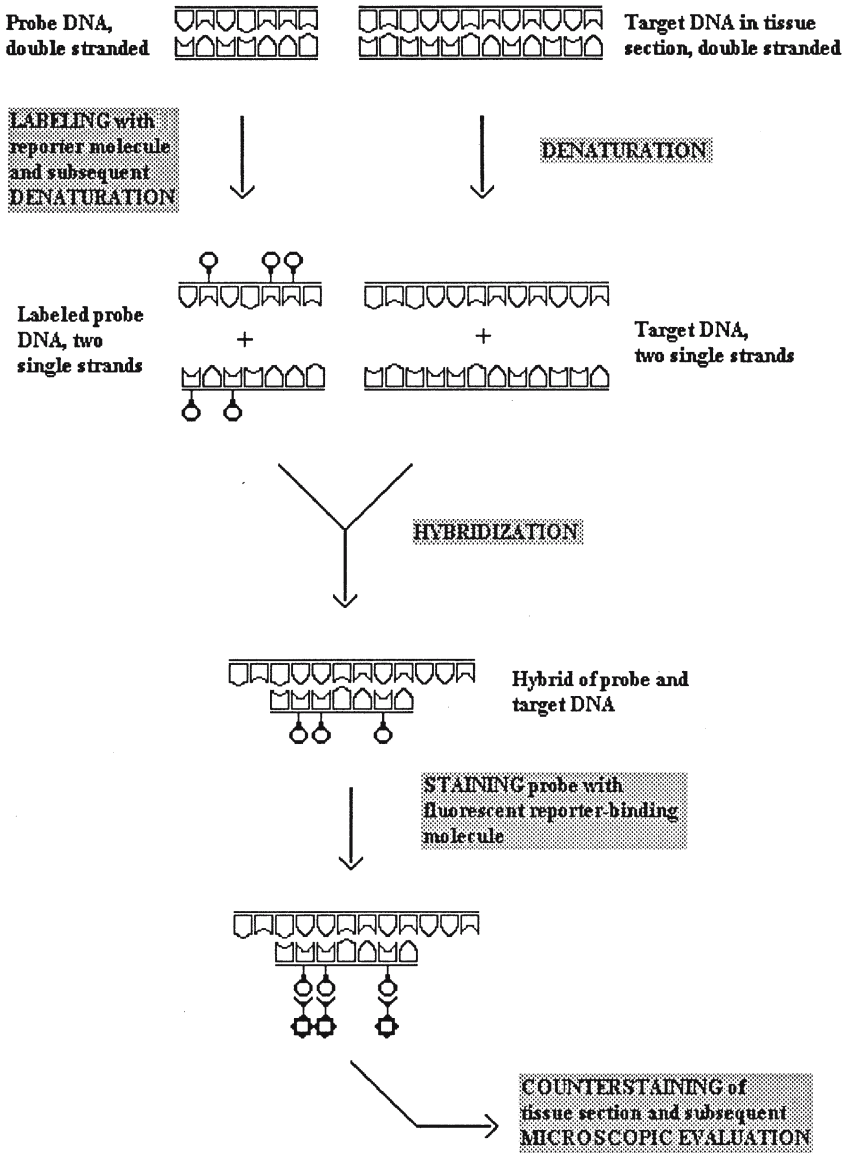 Probe DNA,
double stranded
Target DNA in tissue
section, double stranded
LABELING with
reporter molecule
and subsequent
DENATURATION
DENATURATION
Labeled probe
DNA, two
single strands
+
+
Target DNA,
two single strands
HYBRIDIZATION
Hybrid of probe and
target DNA
STAINING probe with
fluorescent reporter-binding
molecule
COUNTERSTAINING of
tissue section and subsequent
MICROSCOPIC EVALUATION